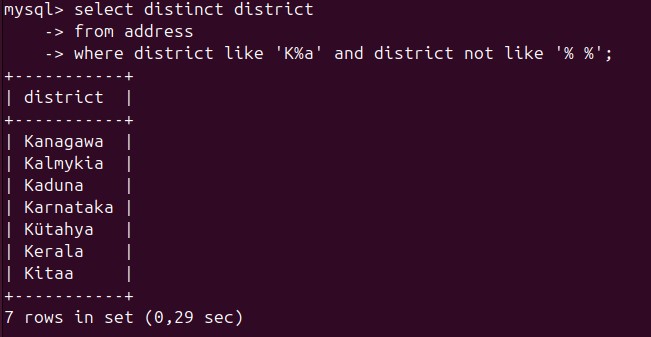 mysql> select distinct district
    -> from address
    -> where district like 'K%a' and district not like '% %';
+-----------+
| district  |
+-----------+
| Kanagawa  |
| Kalmykia  |
| Kaduna    |
| Karnataka |
| Kütahya   |
| Kerala    |
| Kitaa     |
+-----------+
7 rows in set (0,29 sec)